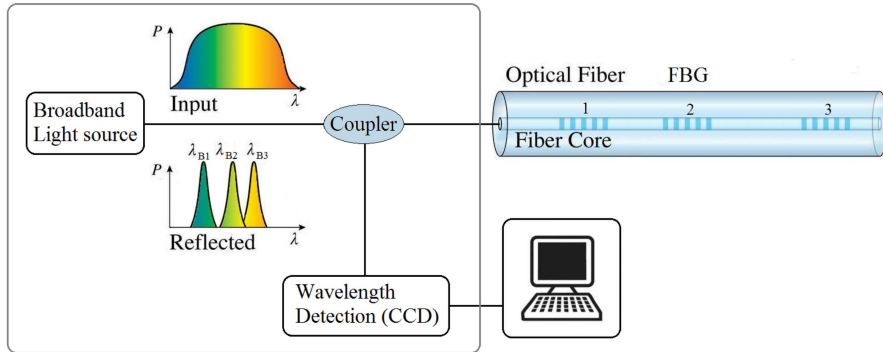 P
Input
λ
Optical Fiber
FBG
1
2
3
Fiber Core
Broadband
Light source
Coupler
λB1
λB2
λB3
P
Reflected
λ
Wavelength
Detection (CCD)